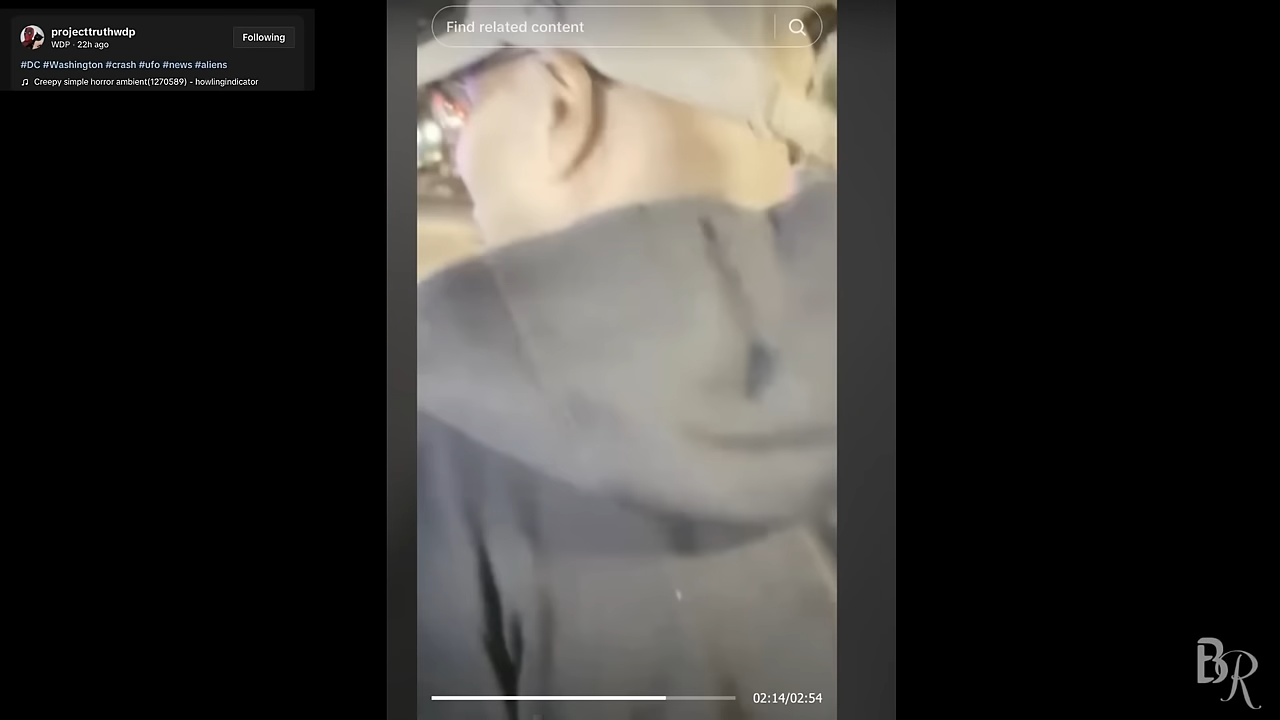 projecttruthwdp
WDP · 22h ago
Following
#DC #Washington #crash #ufo #news #aliens
♫ Creepy simple horror ambient(1270589) - howlingindicator
Find related content
02:14/02:54
BR